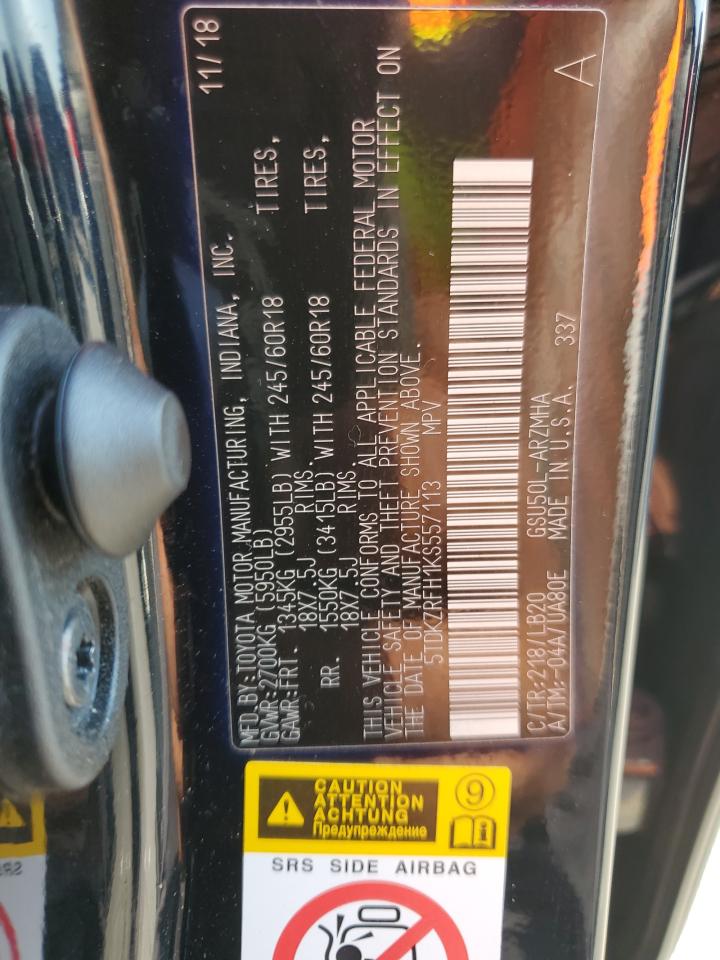 MFD.BY:TOYOTA MOTOR MANUFACTURING, INDIANA, INC. 11/18
GVWR:2700KG (5950LB)
GAWR:FRT. 1345KG (2955LB) WITH 245/60R18 TIRES,
18X7.5J RIMS.
RR. 1550KG (3415LB) WITH 245/60R18 TIRES,
18X7.5J RIMS.
THIS VEHICLE CONFORMS TO ALL APPLICABLE FEDERAL MOTOR
VEHICLE SAFETY AND THEFT PREVENTION STANDARDS IN EFFECT ON
THE DATE OF MANUFACTURE SHOWN ABOVE.
5TDKZRFH1KS557113 MPV
C/TR:218/LB20 GSU50L-ARZMHA A
A/TM:-04A/UA80E MADE IN U.S.A. 337
CAUTION
ATTENTION
ACHTUNG
Предупреждение
9
SRS SIDE AIRBAG